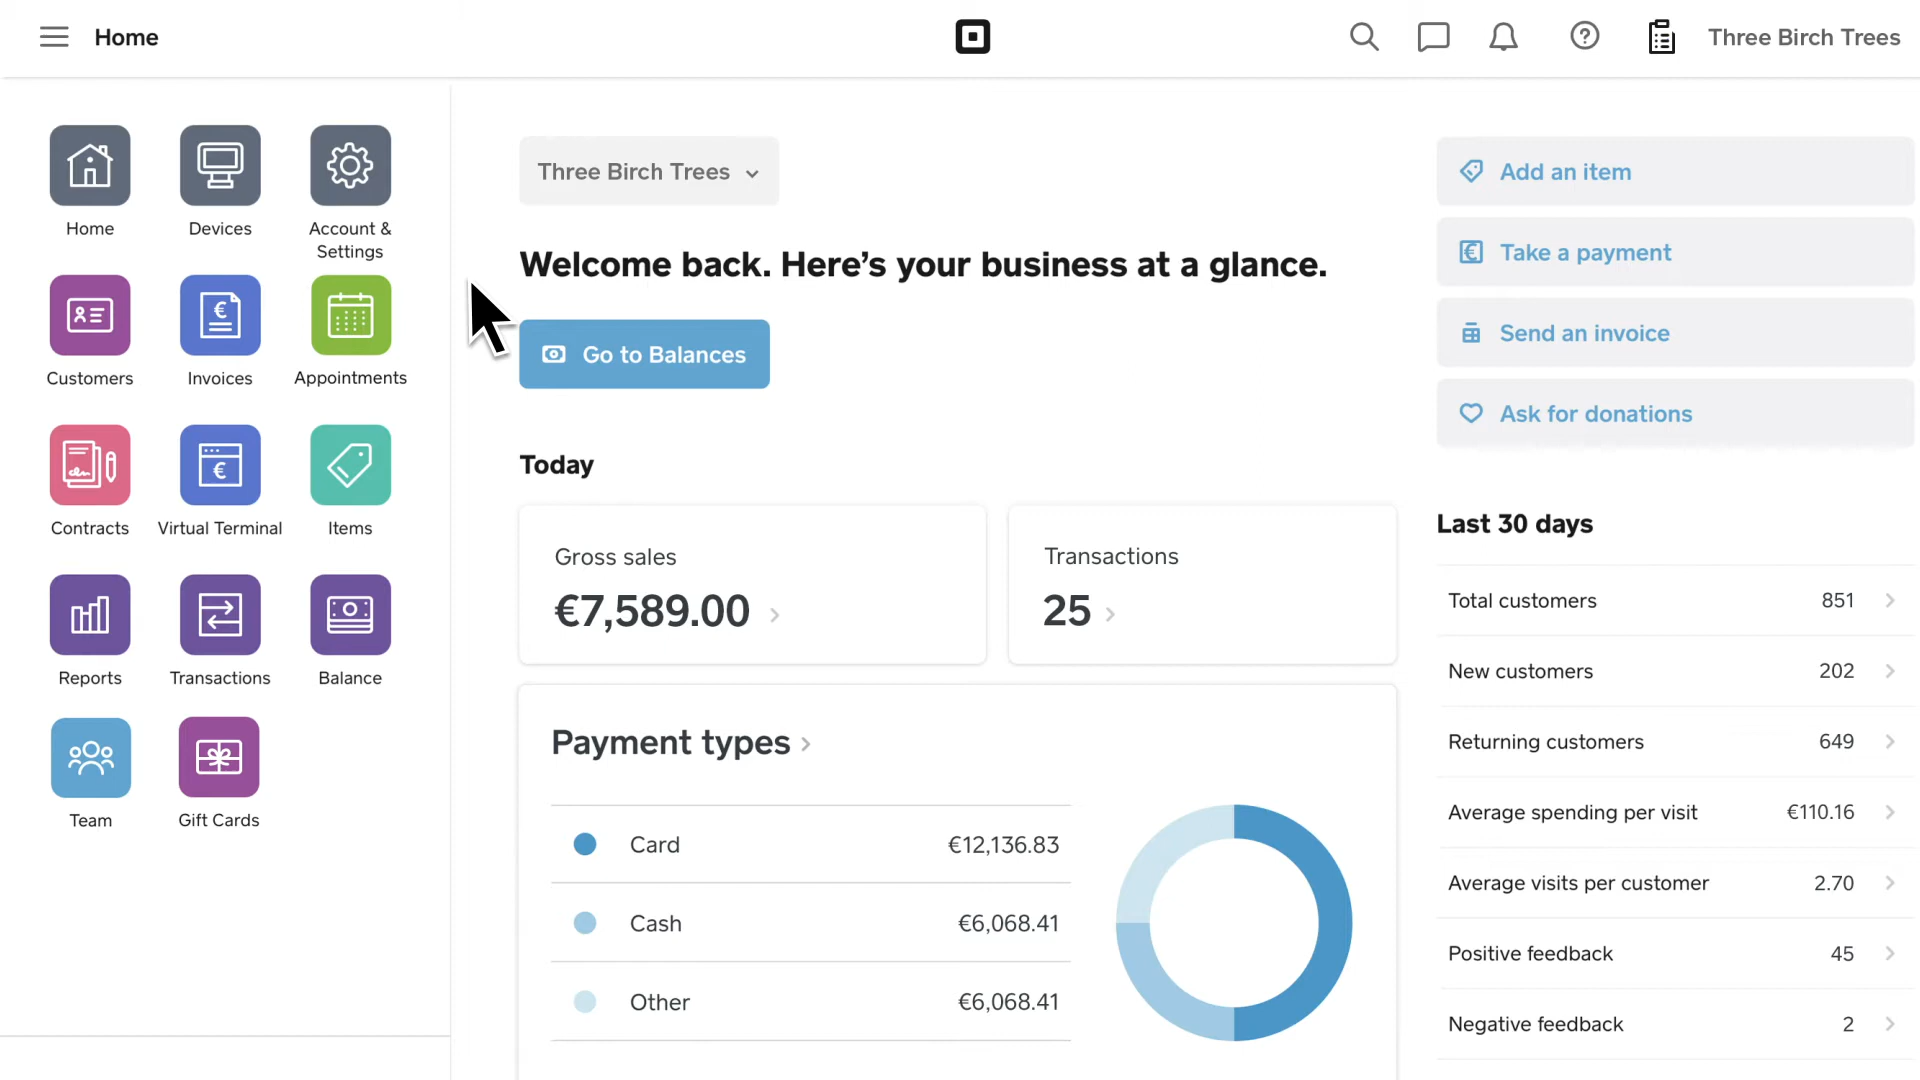 Home
Three Birch Trees
Home
Devices
Account &
Settings
Customers
Invoices
Appointments
Contracts
Virtual Terminal
Items
Reports
Transactions
Balance
Team
Gift Cards
Three Birch Trees
Welcome back. Here’s your business at a glance.
Go to Balances
Today
Gross sales
€7,589.00
Transactions
25
Payment types
Card €12,136.83
Cash €6,068.41
Other €6,068.41
Add an item
Take a payment
Send an invoice
Ask for donations
Last 30 days
Total customers 851
New customers 202
Returning customers 649
Average spending per visit €110.16
Average visits per customer 2.70
Positive feedback 45
Negative feedback 2